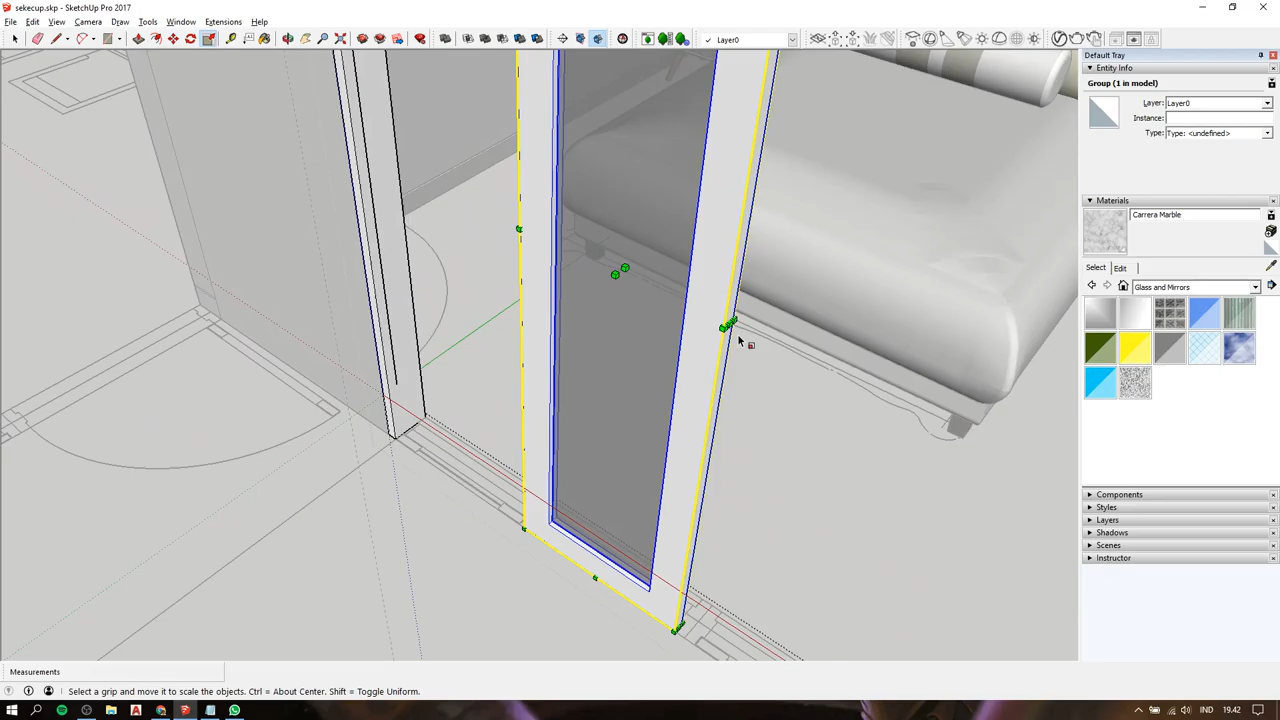 sekecup.skp - SketchUp Pro 2017
File Edit View Camera Draw Tools Window Extensions Help
Layer0
Default Tray
Entity Info
Group (1 in model)
Layer: Layer0
Instance:
Type: Type: <undefined>
Materials
Carrera Marble
Select Edit
Glass and Mirrors
Components
Styles
Layers
Shadows
Scenes
Instructor
Measurements
Select a grip and move it to scale the objects. Ctrl = About Center. Shift = Toggle Uniform.
IND 19.42